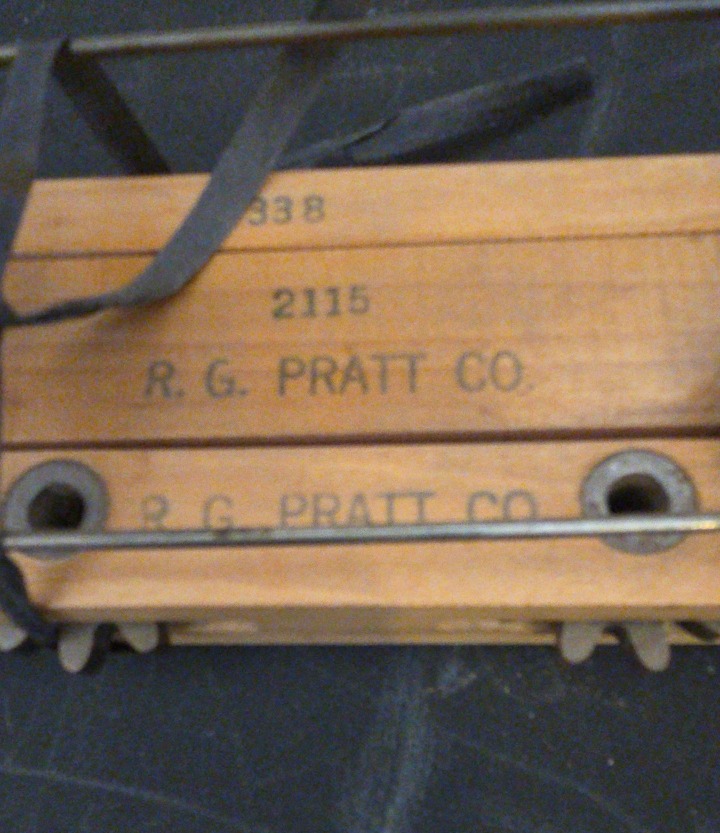 338
2115
R. G. PRATT CO.
R. G. PRATT CO